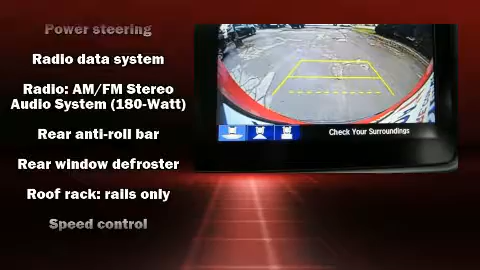 Power steering
Radio data system
Radio: AM/FM Stereo
Audio System (180-Watt)
Rear anti-roll bar
Rear window defroster
Roof rack: rails only
Speed control
Check Your Surroundings